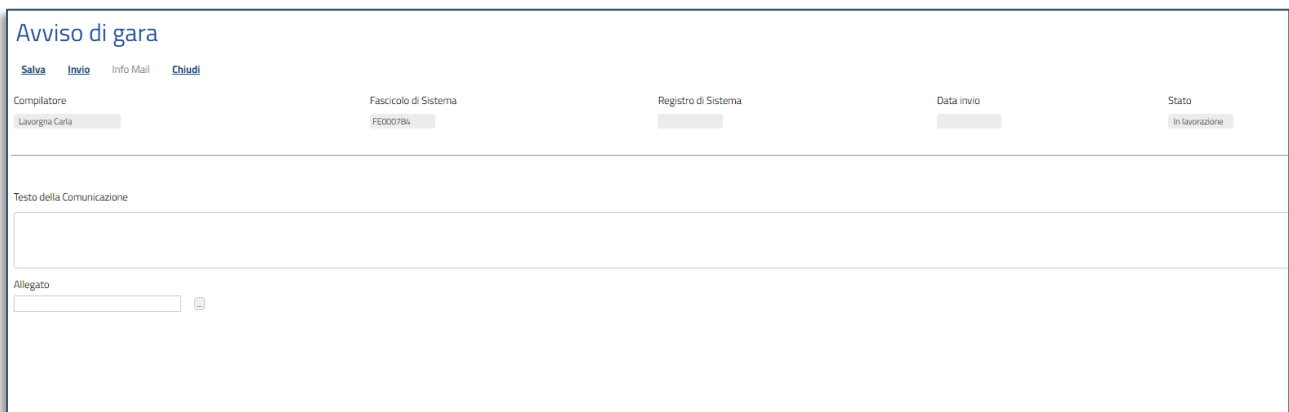 Avviso di gara
Salva Invio Info Mail Chiudi
Compilatore Fascicolo di Sistema Registro di Sistema Data invio Stato
Lavorgna Carla FE000784 In lavorazione
Testo della Comunicazione
Allegato
...